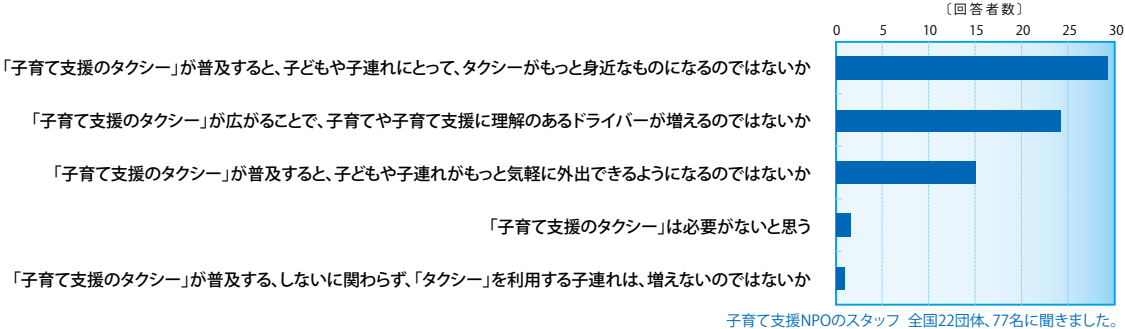 〔回答者数〕
0 5 10 15 20 25 30
「子育て支援のタクシー」が普及すると、子どもや子連れにとって、タクシーがもっと身近なものになるのではないか
「子育て支援のタクシー」が広がることで、子育てや子育て支援に理解のあるドライバーが増えるのではないか
「子育て支援のタクシー」が普及すると、子どもや子連れがもっと気軽に外出できるようになるのではないか
「子育て支援のタクシー」は必要がないと思う
「子育て支援のタクシー」が普及する、しないに関わらず、「タクシー」を利用する子連れは、増えないのではないか
子育て支援NPOのスタッフ 全国22団体、77名に聞きました。